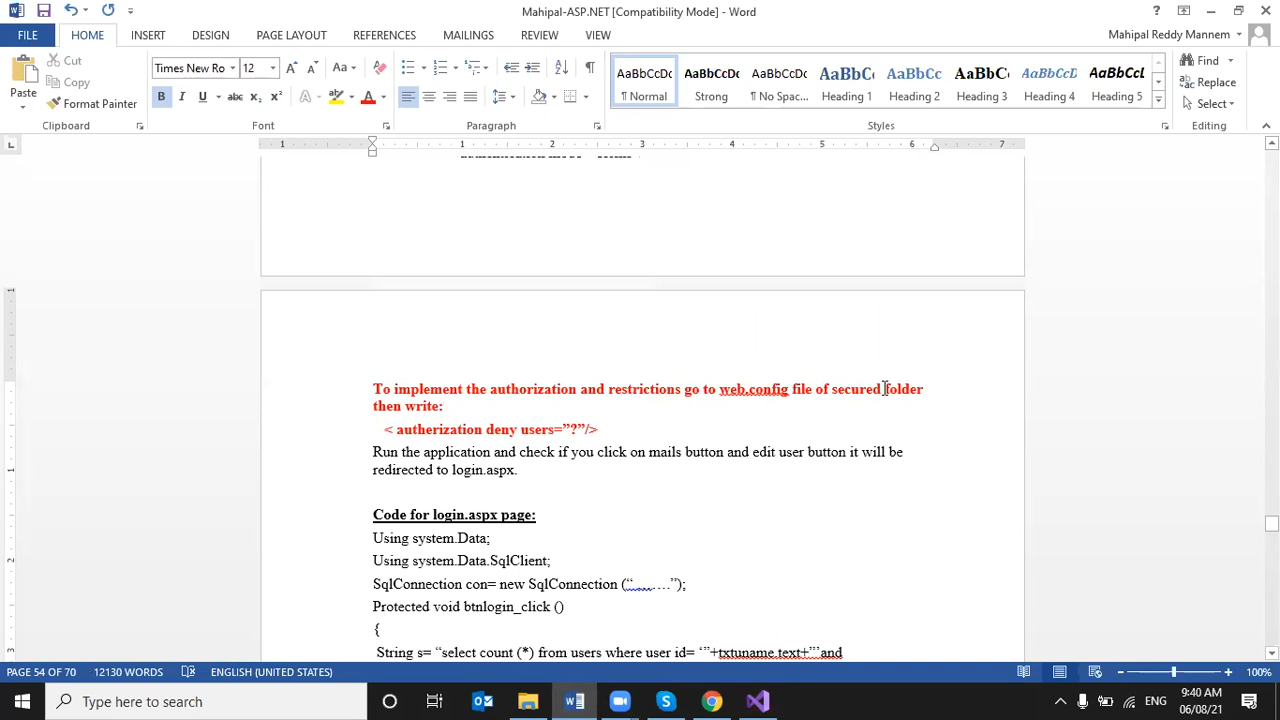 Mahipal-ASP.NET [Compatibility Mode] - Word
FILE HOME INSERT DESIGN PAGE LAYOUT REFERENCES MAILINGS REVIEW VIEW Mahipal Reddy Mannem
Paste
Cut
Copy
Format Painter
Times New Ro 12
AaBbCcDc AaBbCcDc AaBbCcDc AaBbC AaBbCc AaBbCc AaBbCcDc AaBbCcL
¶ Normal Strong ¶ No Spac... Heading 1 Heading 2 Heading 3 Heading 4 Heading 5
Find
Replace
Select
Clipboard Font Paragraph Styles Editing
To implement the authorization and restrictions go to web.config file of secured folder
then write:
< autherization deny users=”?”/>
Run the application and check if you click on mails button and edit user button it will be
redirected to login.aspx.
Code for login.aspx page:
Using system.Data;
Using system.Data.SqlClient;
SqlConnection con= new SqlConnection (“…….”);
Protected void btnlogin_click ()
{
String s= “select count (*) from users where user id= ‘”+txtuname.text+”’and
PAGE 54 OF 70 12130 WORDS ENGLISH (UNITED STATES) 100%
Type here to search
ENG
9:40 AM
06/08/21